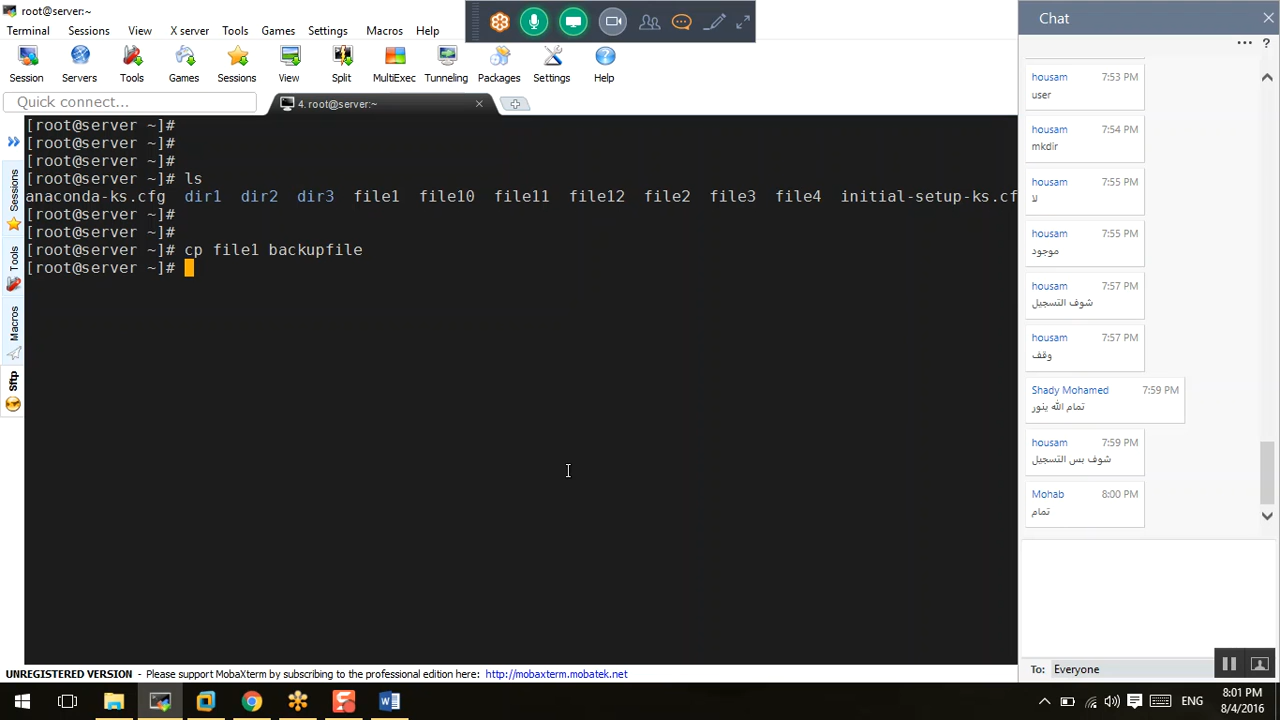 root@server:~
Terminal Sessions View X server Tools Games Settings Macros Help
Session Servers Tools Games Sessions View Split MultiExec Tunneling Packages Settings Help
Quick connect...
4. root@server:~
[root@server ~]#
[root@server ~]#
[root@server ~]#
[root@server ~]# ls
anaconda-ks.cfg dir1 dir2 dir3 file1 file10 file11 file12 file2 file3 file4 initial-setup-ks.cf
[root@server ~]#
[root@server ~]#
[root@server ~]# cp file1 backupfile
[root@server ~]#
Sessions
Tools
Macros
Sftp
Chat
housam 7:53 PM
user
housam 7:54 PM
mkdir
housam 7:55 PM
لا
housam 7:55 PM
موجود
housam 7:57 PM
شوف التسجيل
housam 7:57 PM
وقف
Shady Mohamed 7:59 PM
تمام الله ينور
housam 7:59 PM
شوف بس التسجيل
Mohab 8:00 PM
تمام
To: Everyone
UNREGISTERED VERSION - Please support MobaXterm by subscribing to the professional edition here: http://mobaxterm.mobatek.net
ENG
8:01 PM
8/4/2016